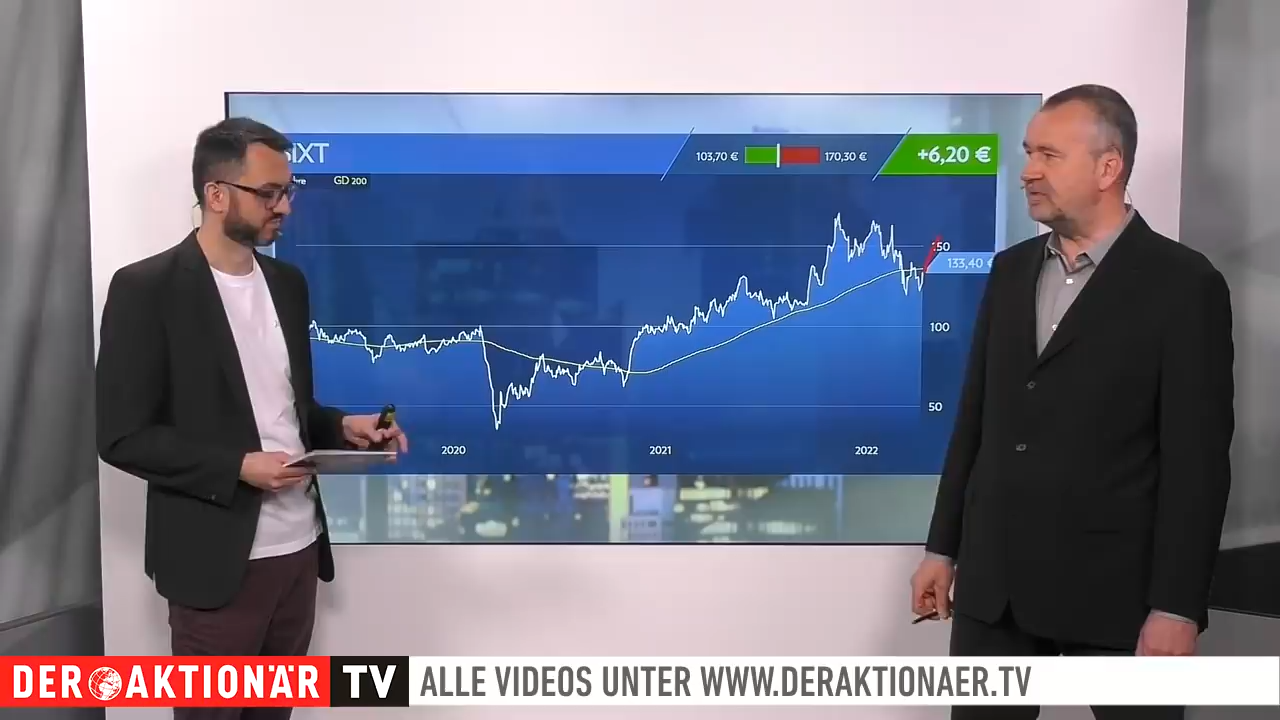 SIXT
103,70 €
170,30 €
+6,20 €
GD 200
150
133,40 €
100
50
2020
2021
2022
DER AKTIONÄR TV
ALLE VIDEOS UNTER WWW.DERAKTIONAER.TV